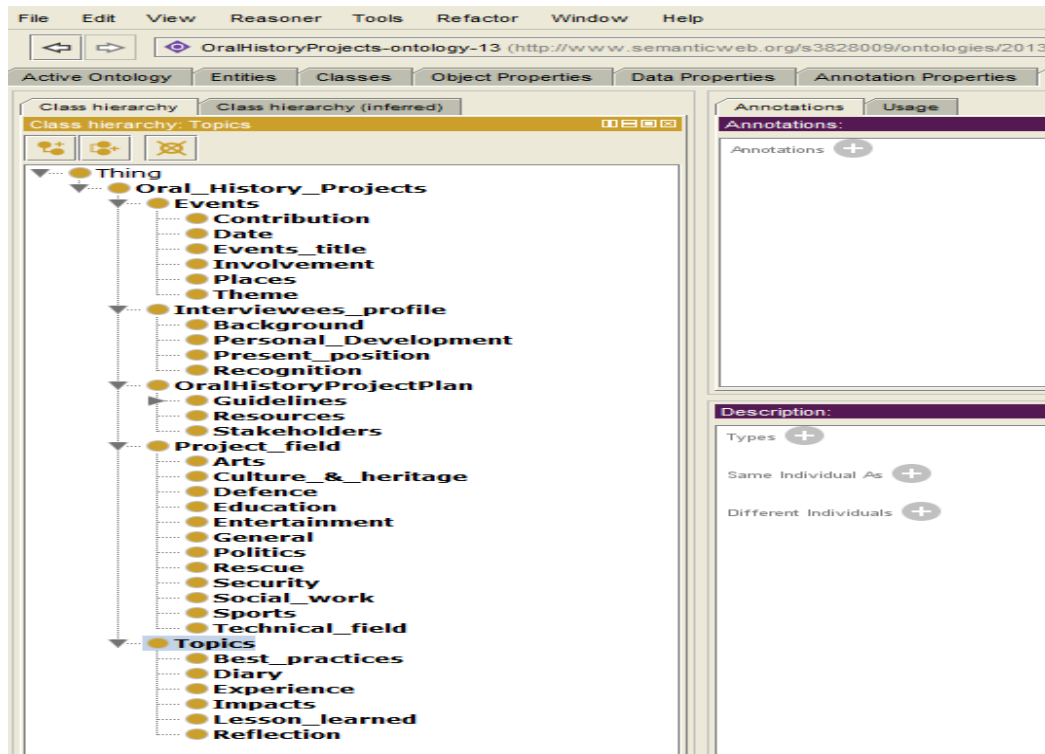 File Edit View Reasoner Tools Refactor Window Help
OralHistoryProjects-ontology-13 (http://www.semanticweb.org/s3828009/ontologies/2013
Active Ontology Entities Classes Object Properties Data Properties Annotation Properties
Class hierarchy Class hierarchy (inferred)
Class hierarchy: Topics
Thing
Oral_History_Projects
Events
Contribution
Date
Events_title
Involvement
Places
Theme
Interviewees_profile
Background
Personal_Development
Present_position
Recognition
OralHistoryProjectPlan
Guidelines
Resources
Stakeholders
Project_field
Arts
Culture_&_heritage
Defence
Education
Entertainment
General
Politics
Rescue
Security
Social_work
Sports
Technical_field
Topics
Best_practices
Diary
Experience
Impacts
Lesson_learned
Reflection
Annotations Usage
Annotations:
Annotations
Description:
Types
Same Individual As
Different Individuals